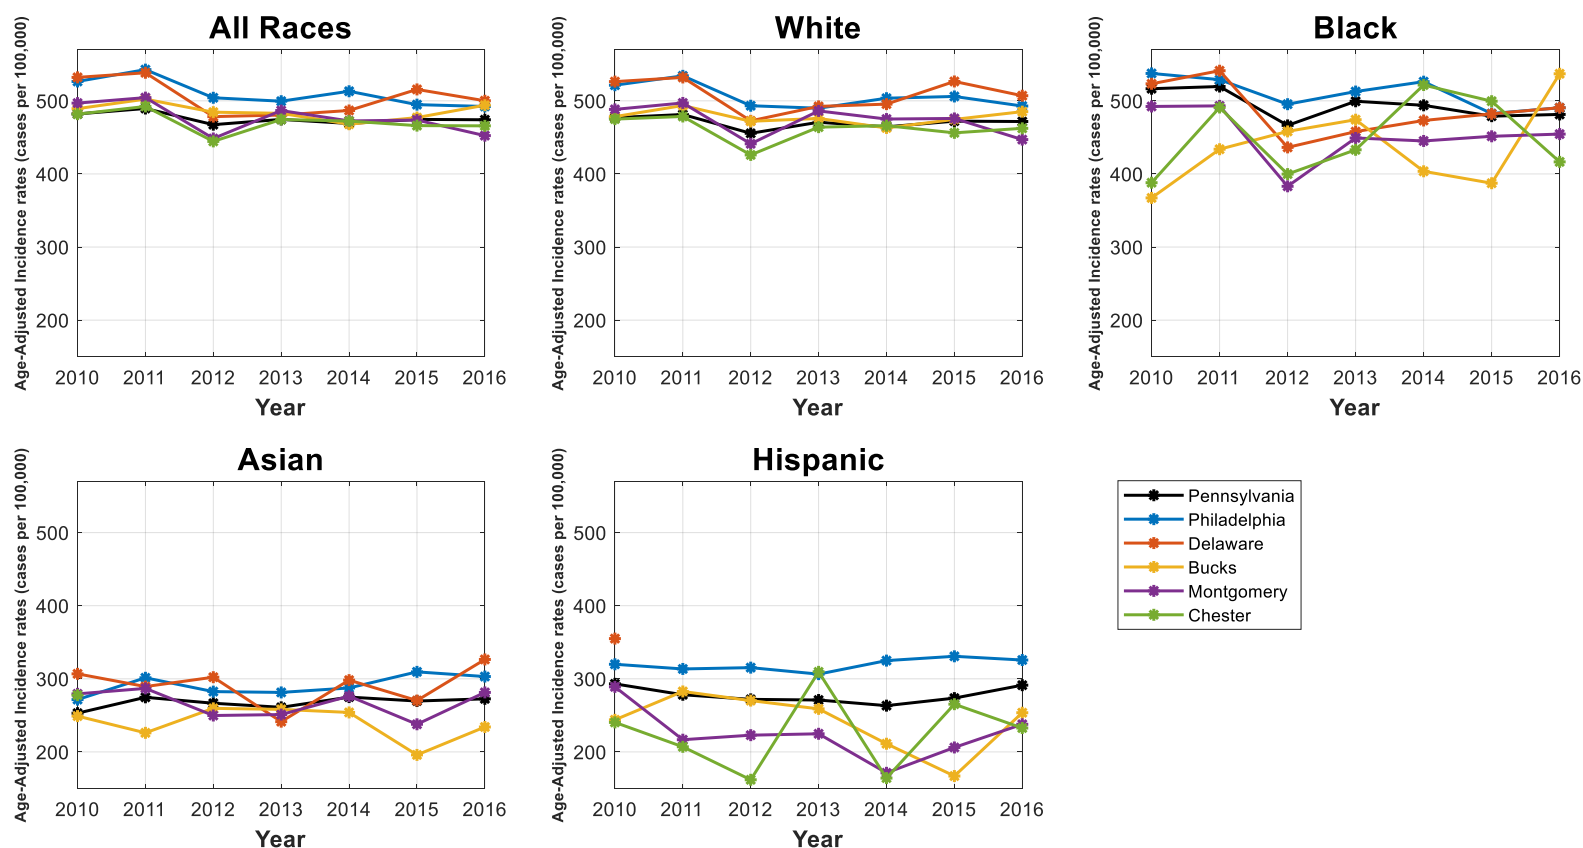 All Races
Age-Adjusted Incidence rates (cases per 100,000)
500
400
300
200
2010 2011 2012 2013 2014 2015 2016
Year
White
Age-Adjusted Incidence rates (cases per 100,000)
500
400
300
200
2010 2011 2012 2013 2014 2015 2016
Year
Black
Age-Adjusted Incidence rates (cases per 100,000)
500
400
300
200
2010 2011 2012 2013 2014 2015 2016
Year
Asian
Age-Adjusted Incidence rates (cases per 100,000)
500
400
300
200
2010 2011 2012 2013 2014 2015 2016
Year
Hispanic
Age-Adjusted Incidence rates (cases per 100,000)
500
400
300
200
2010 2011 2012 2013 2014 2015 2016
Year
Pennsylvania
Philadelphia
Delaware
Bucks
Montgomery
Chester